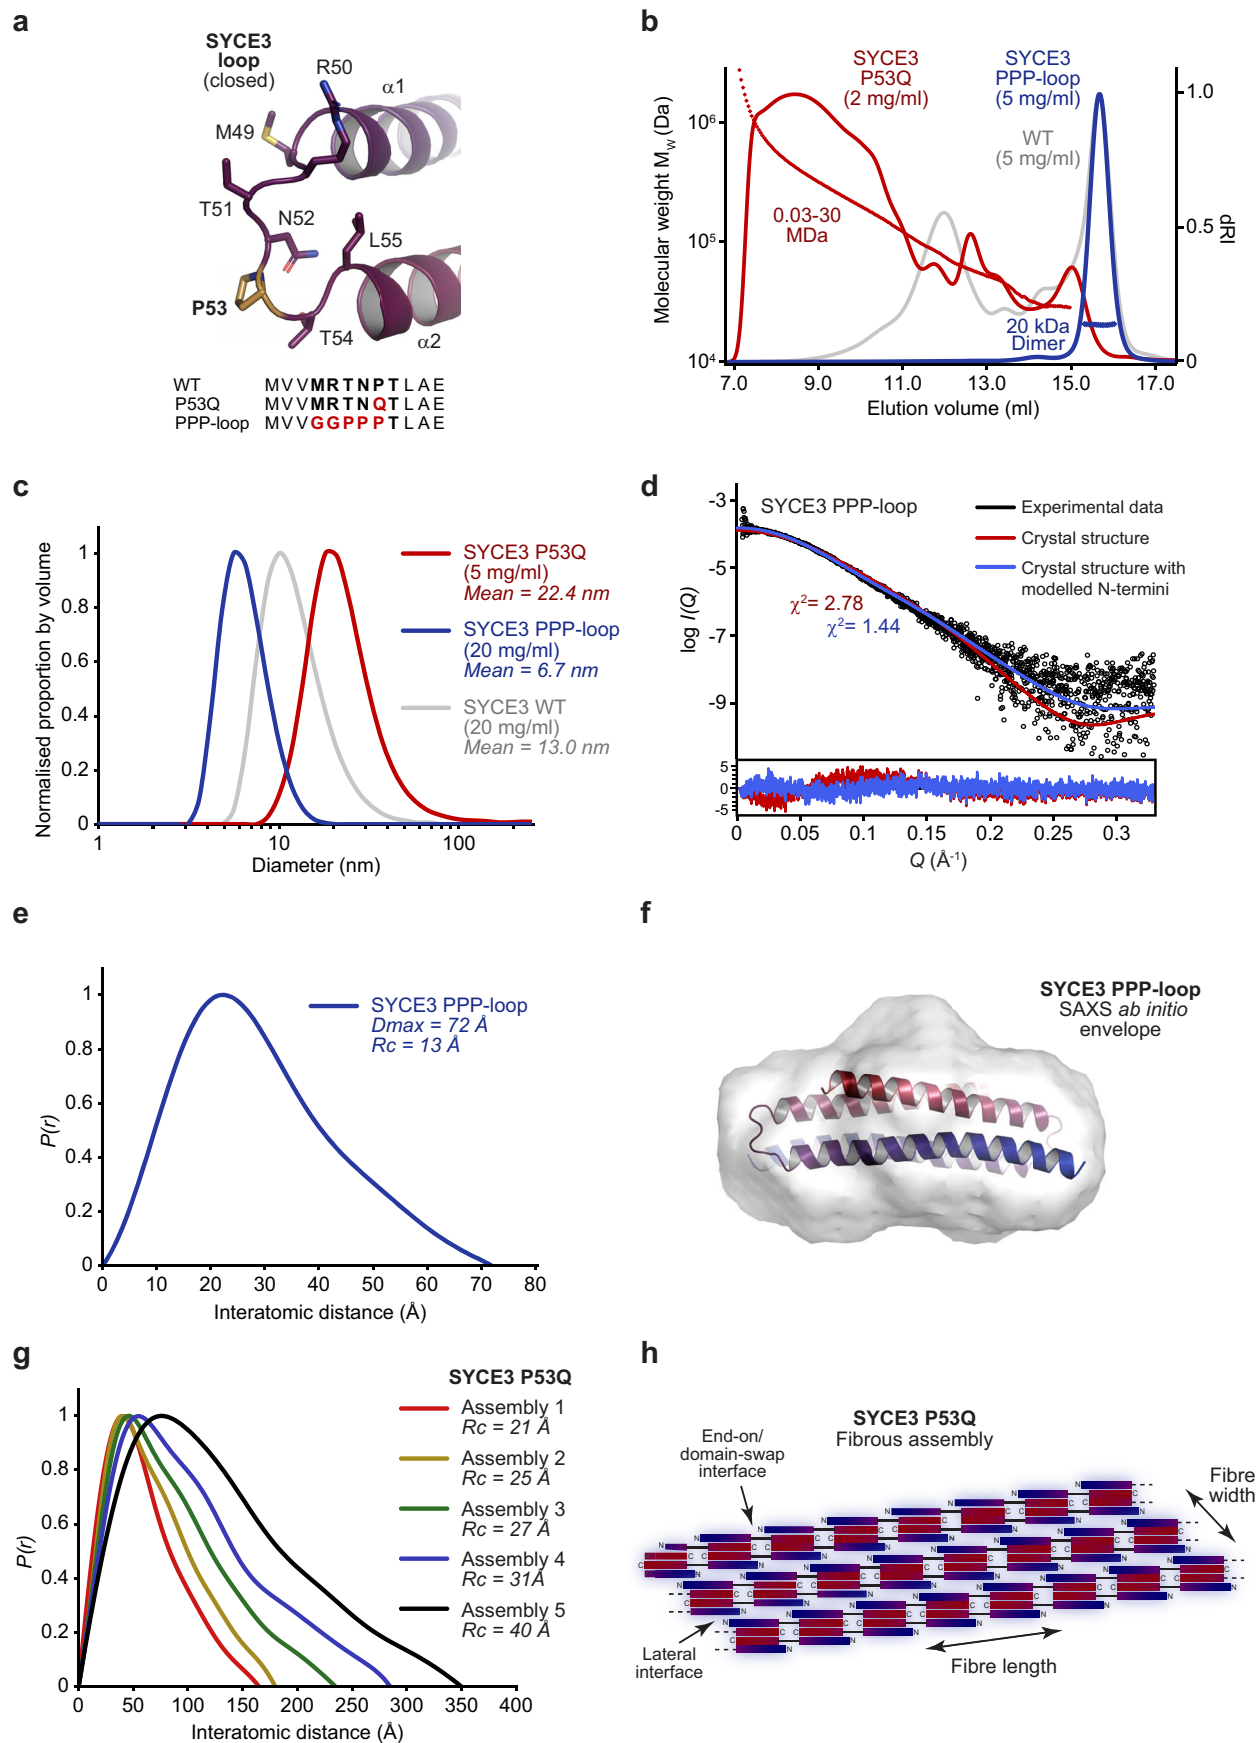 a
SYCE3
loop
(closed)
R50
α1
M49
T51
N52
L55
P53
T54
α2
WT MVVMRTNPTLAE
P53Q MVVMRTNQTLAE
PPP-loop MVVGGPPPTLAE
b
SYCE3
P53Q
(2 mg/ml)
SYCE3
PPP-loop
(5 mg/ml)
WT
(5 mg/ml)
0.03-30
MDa
20 kDa
Dimer
Molecular weight Mw (Da)
10⁶
10⁵
10⁴
1.0
0.5
0
dRI
7.0 9.0 11.0 13.0 15.0 17.0
Elution volume (ml)
c
Normalised proportion by volume
1
0.8
0.6
0.4
0.2
0
1 10 100
Diameter (nm)
SYCE3 P53Q
(5 mg/ml)
Mean = 22.4 nm
SYCE3 PPP-loop
(20 mg/ml)
Mean = 6.7 nm
SYCE3 WT
(20 mg/ml)
Mean = 13.0 nm
d
SYCE3 PPP-loop
Experimental data
Crystal structure
Crystal structure with
modelled N-termini
χ²= 2.78
χ²= 1.44
log I(Q)
-3
-5
-7
-9
5
0
-5
0 0.05 0.1 0.15 0.2 0.25 0.3
Q (Å⁻¹)
e
P(r)
1
0.8
0.6
0.4
0.2
0
0 10 20 30 40 50 60 70 80
Interatomic distance (Å)
SYCE3 PPP-loop
Dmax = 72 Å
Rc = 13 Å
f
SYCE3 PPP-loop
SAXS ab initio
envelope
g
SYCE3 P53Q
Assembly 1
Rc = 21 Å
Assembly 2
Rc = 25 Å
Assembly 3
Rc = 27 Å
Assembly 4
Rc = 31Å
Assembly 5
Rc = 40 Å
P(r)
1
0.8
0.6
0.4
0.2
0
0 50 100 150 200 250 300 350 400
Interatomic distance (Å)
h
SYCE3 P53Q
Fibrous assembly
End-on/
domain-swap
interface
Fibre
width
Lateral
interface
Fibre length